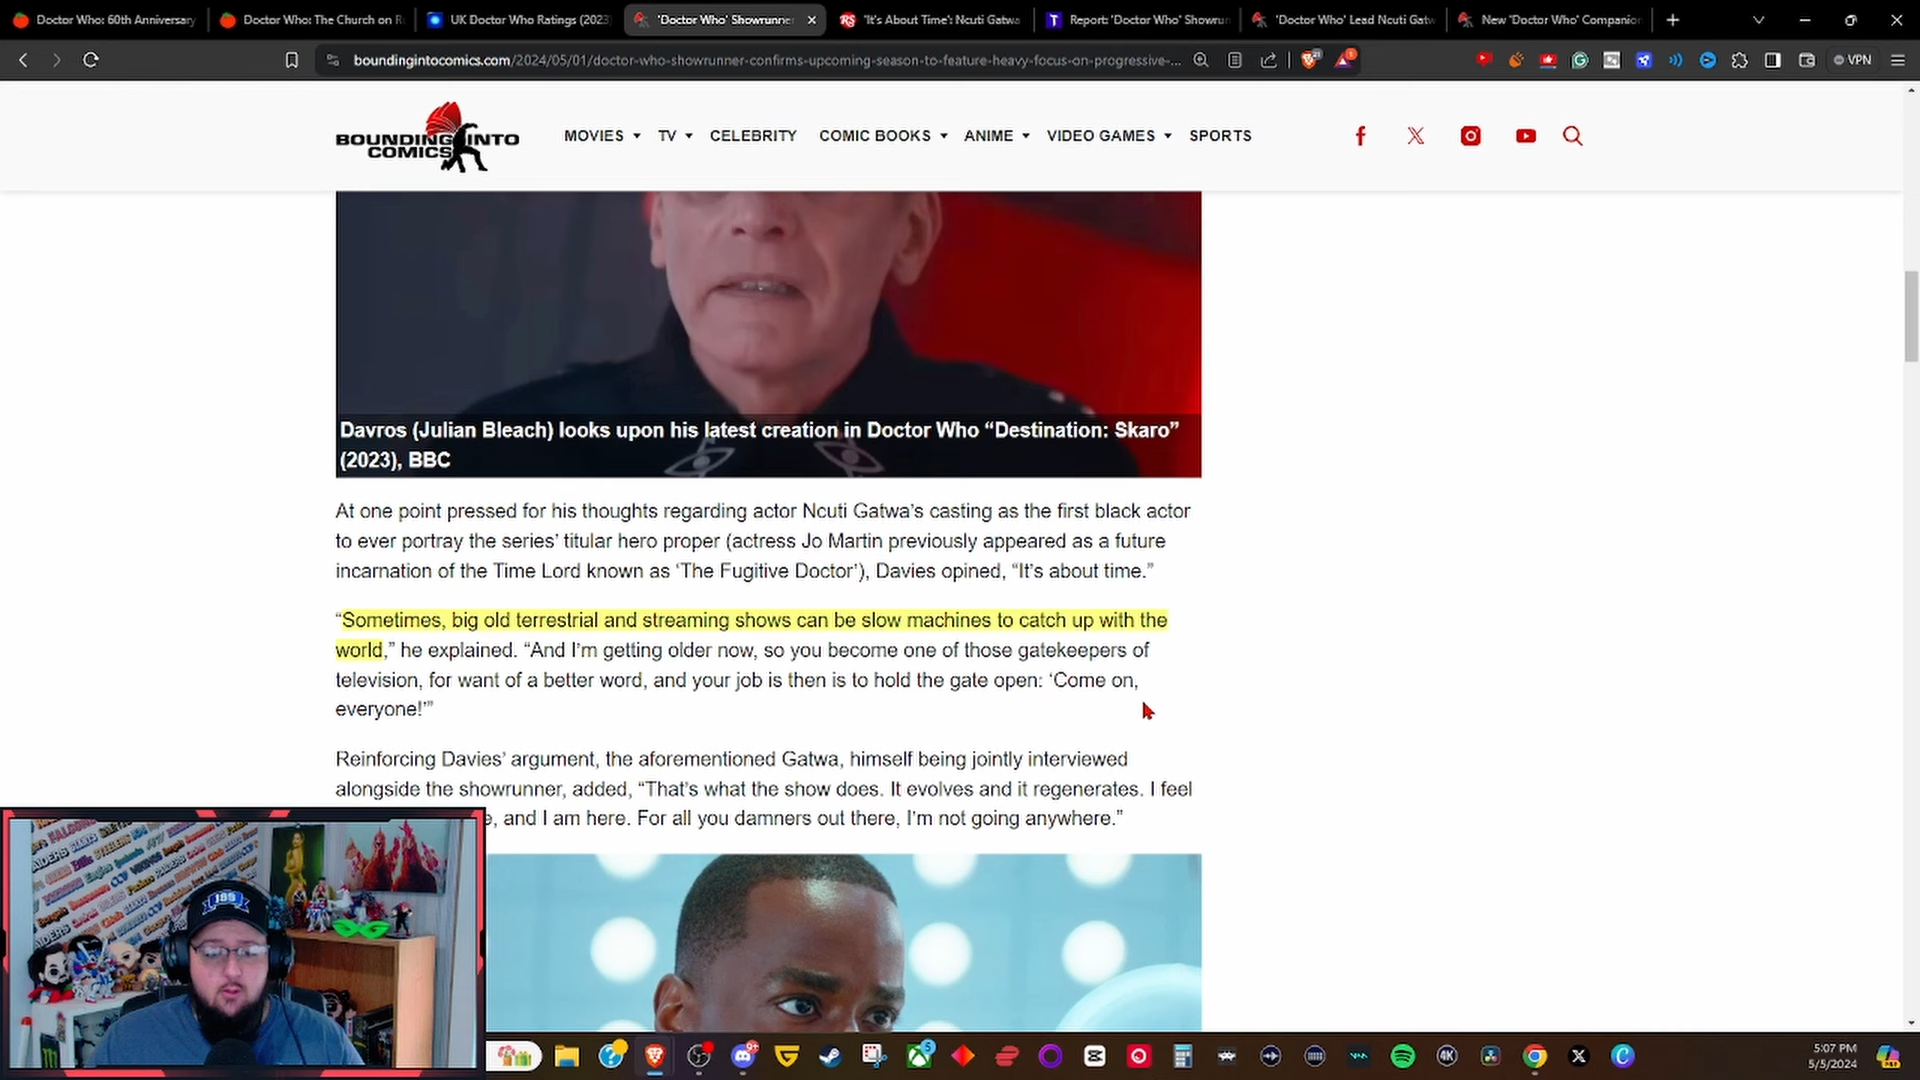 Doctor Who: 60th Anniversary
Doctor Who: The Church on R
UK Doctor Who Ratings (2023
'Doctor Who' Showrunne
"It's About Time': Ncuti Gatwa
Report: 'Doctor Who' Showru
'Doctor Who' Lead Ncuti Gatw
New 'Doctor Who' Companio
boundingintocomics.com/2024/05/01/doctor-who-showrunner-confirms-upcoming-season-to-feature-heavy-focus-on-progressive-...
VPN
BOUNDING INTO
COMICS
MOVIES TV CELEBRITY COMIC BOOKS ANIME VIDEO GAMES SPORTS
Davros (Julian Bleach) looks upon his latest creation in Doctor Who “Destination: Skaro”
(2023), BBC
At one point pressed for his thoughts regarding actor Ncuti Gatwa’s casting as the first black actor
to ever portray the series’ titular hero proper (actress Jo Martin previously appeared as a future
incarnation of the Time Lord known as ‘The Fugitive Doctor’), Davies opined, “It’s about time.”
“Sometimes, big old terrestrial and streaming shows can be slow machines to catch up with the
world,” he explained. “And I’m getting older now, so you become one of those gatekeepers of
television, for want of a better word, and your job is then is to hold the gate open: ‘Come on,
everyone!’”
Reinforcing Davies’ argument, the aforementioned Gatwa, himself being jointly interviewed
alongside the showrunner, added, “That’s what the show does. It evolves and it regenerates. I feel
, and I am here. For all you damners out there, I’m not going anywhere.”
5:07 PM
5/5/2024